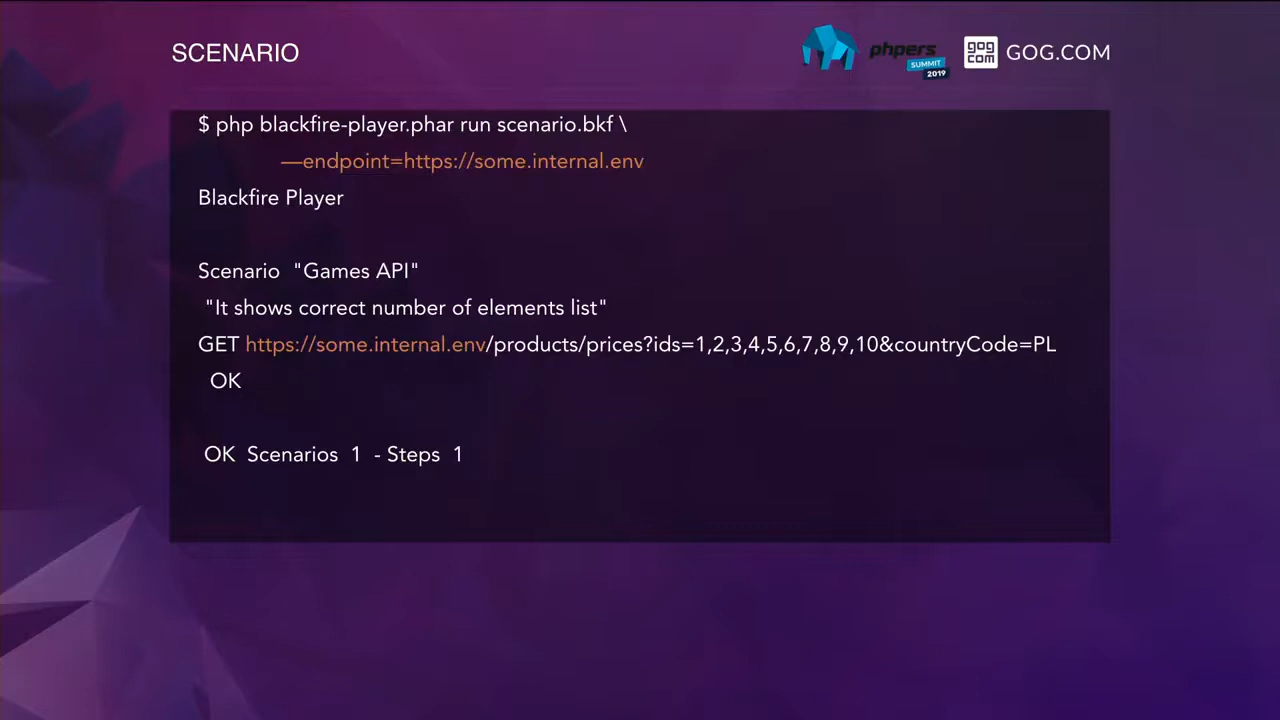 SCENARIO
phpers
SUMMIT
2019
gog
com
GOG.COM
$ php blackfire-player.phar run scenario.bkf \
—endpoint=https://some.internal.env
Blackfire Player
Scenario "Games API"
"It shows correct number of elements list"
GET https://some.internal.env/products/prices?ids=1,2,3,4,5,6,7,8,9,10&countryCode=PL
OK
OK Scenarios 1 - Steps 1